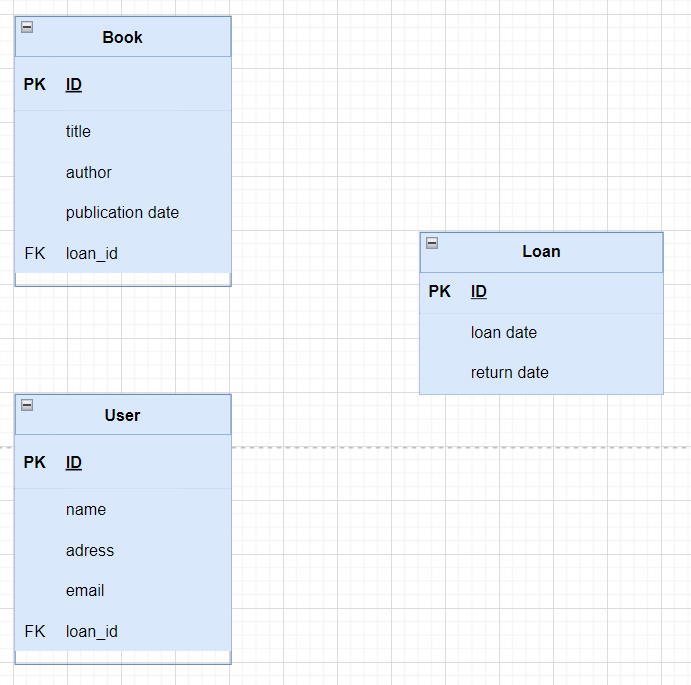 Book
PK ID
title
author
publication date
FK loan_id
Loan
PK ID
loan date
return date
User
PK ID
name
adress
email
FK loan_id